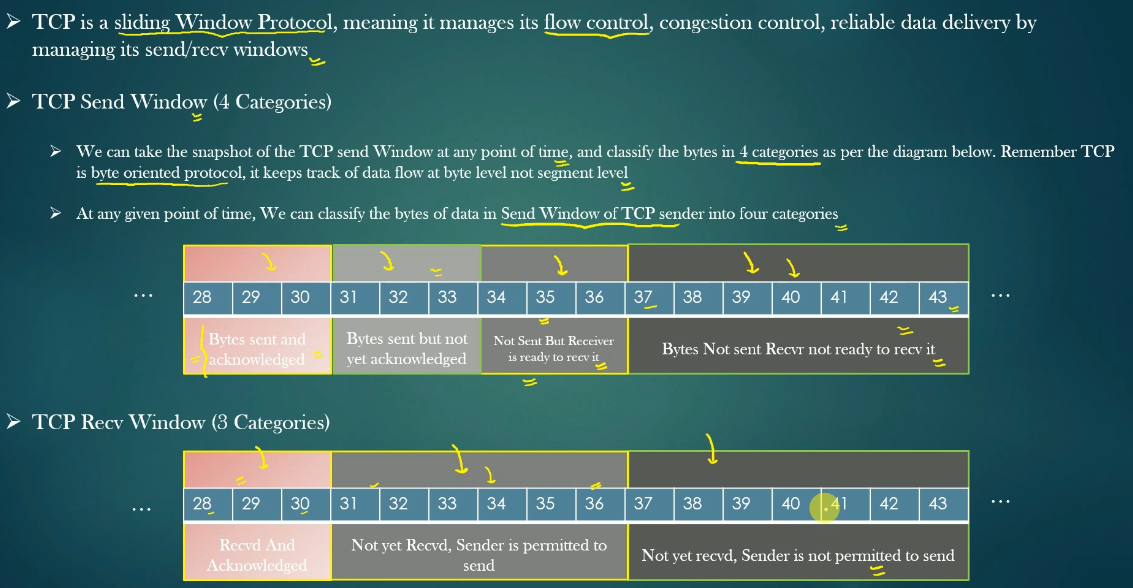 ➢ TCP is a sliding Window Protocol, meaning it manages its flow control, congestion control, reliable data delivery by
managing its send/recv windows
➢ TCP Send Window (4 Categories)
➢ We can take the snapshot of the TCP send Window at any point of time, and classify the bytes in 4 categories as per the diagram below. Remember TCP
is byte oriented protocol, it keeps track of data flow at byte level not segment level
➢ At any given point of time, We can classify the bytes of data in Send Window of TCP sender into four categories
... 28 29 30 31 32 33 34 35 36 37 38 39 40 41 42 43 ...
Bytes sent and
acknowledged
Bytes sent but not
yet acknowledged
Not Sent But Receiver
is ready to recv it
Bytes Not sent Recvr not ready to recv it
➢ TCP Recv Window (3 Categories)
... 28 29 30 31 32 33 34 35 36 37 38 39 40 41 42 43 ...
Recvd And
Acknowledged
Not yet Recvd, Sender is permitted to
send
Not yet recvd, Sender is not permitted to send